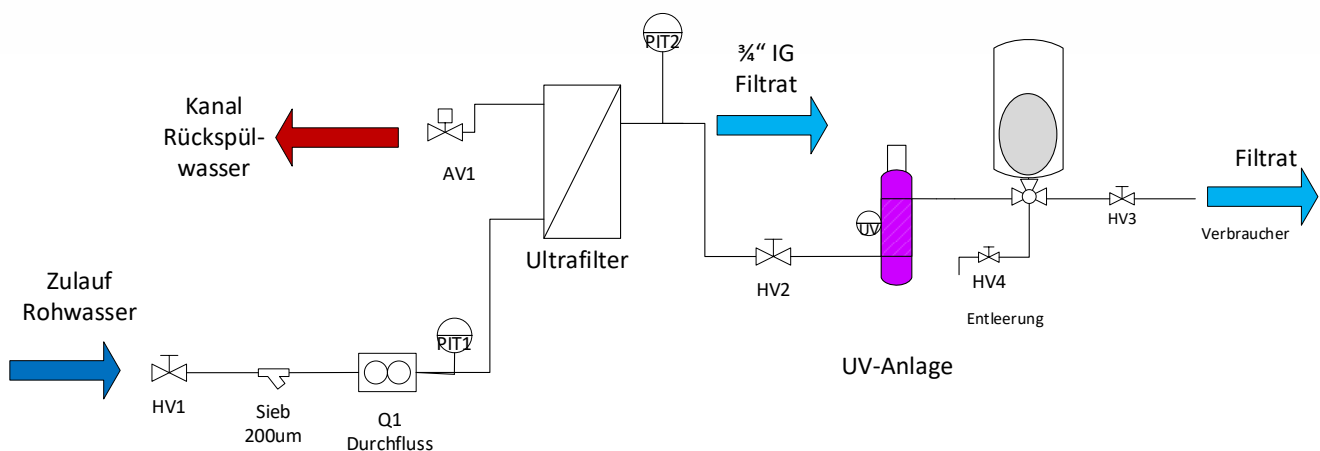 PIT2
¾“ IG
Filtrat
Kanal
Rückspül-
wasser
AV1
Ultrafilter
UV
HV2
Filtrat
HV3
Verbraucher
HV4
Entleerung
Zulauf
Rohwasser
HV1
Sieb
200um
Q1
Durchfluss
PIT1
UV-Anlage